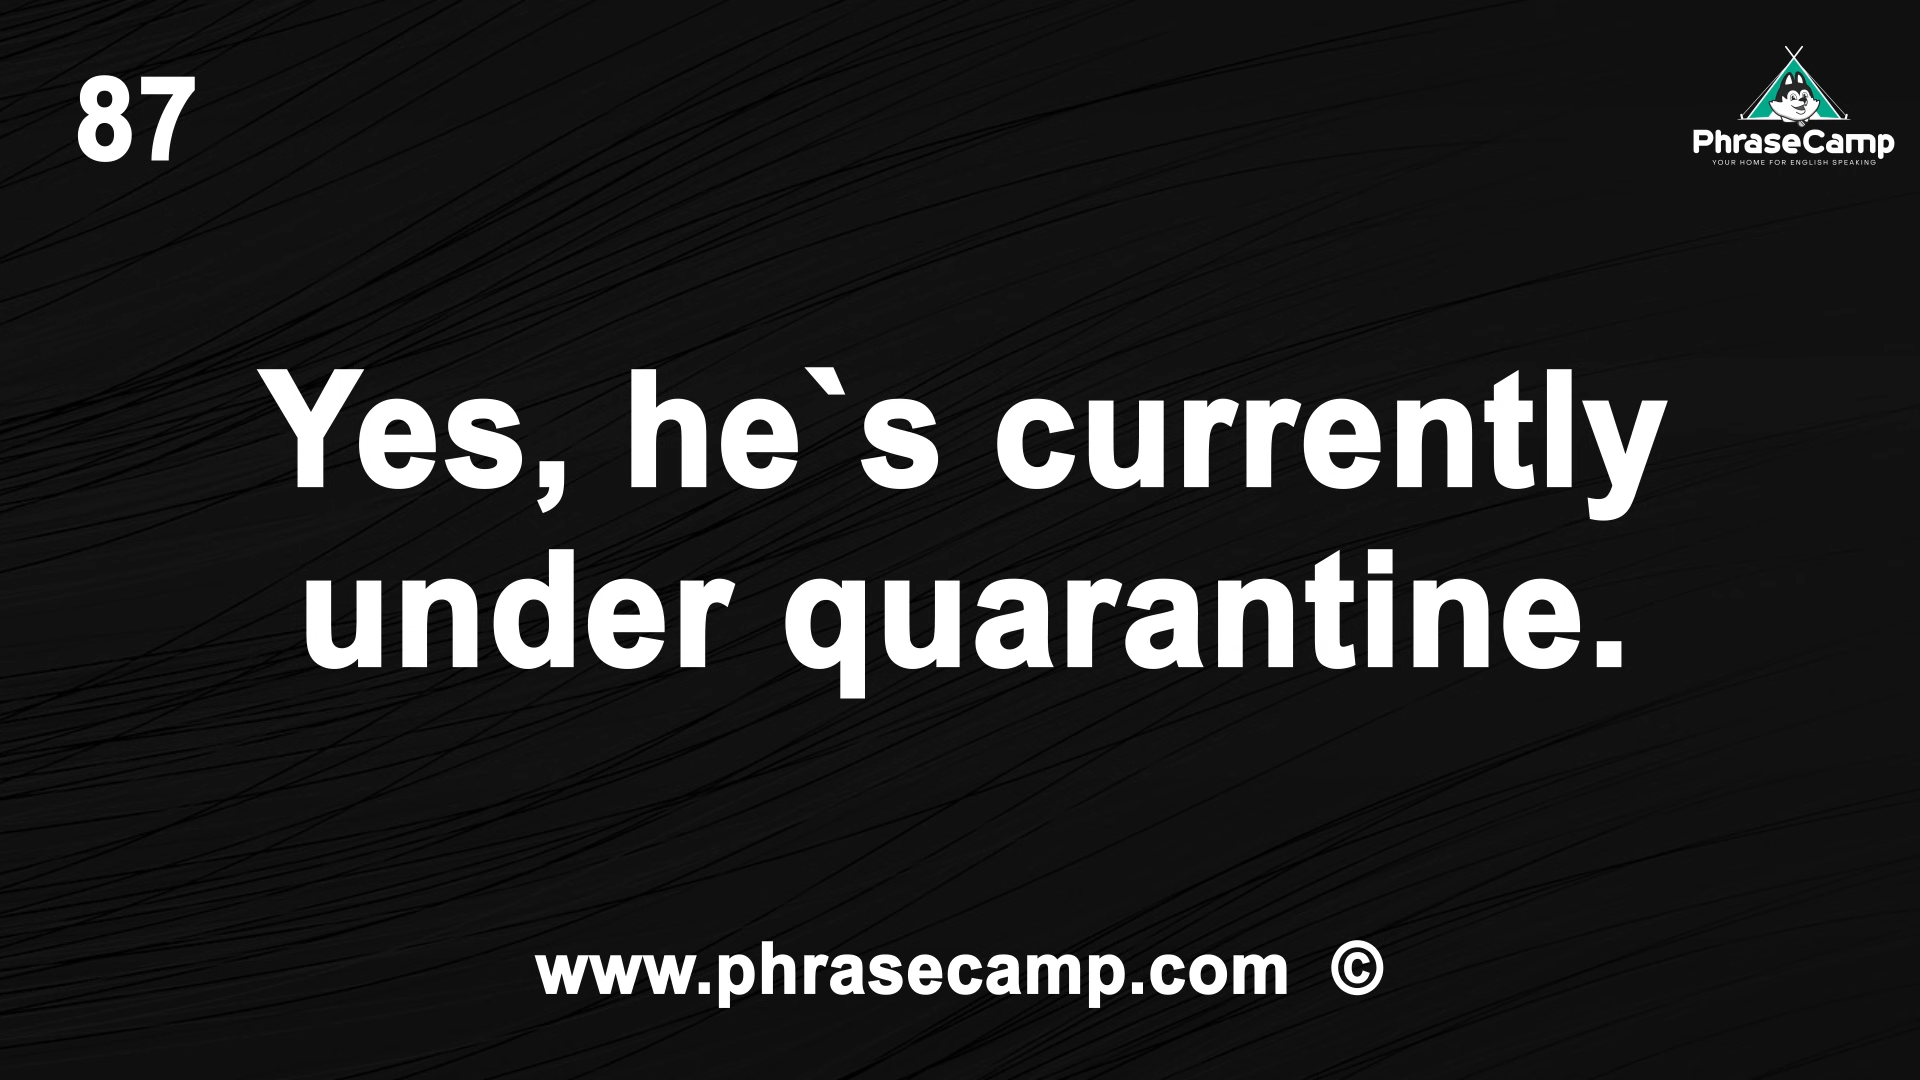 87
PhraseCamp
YOUR HOME FOR ENGLISH SPEAKING
Yes, he`s currently
under quarantine.
www.phrasecamp.com ©